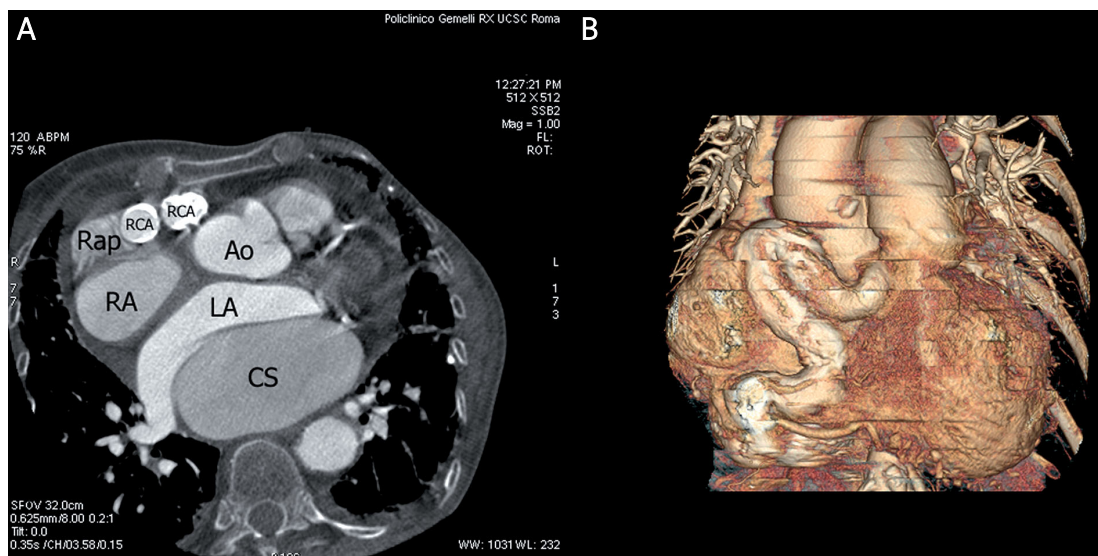 A
Policlinico Gemelli RX UCSC Roma
12:27:21 PM
512 X 512
SSB2
Mag = 1.00
FL:
ROT:
120 ABPM
75 %R
RCA
RCA
Rap
Ao
RA
LA
CS
R
7
7
L
1
7
3
SFOV 32.0cm
0.625mm/8.00 0.2:1
Tilt: 0.0
0.35s /CH/03.58/0.15
WW: 1031 WL: 232
B